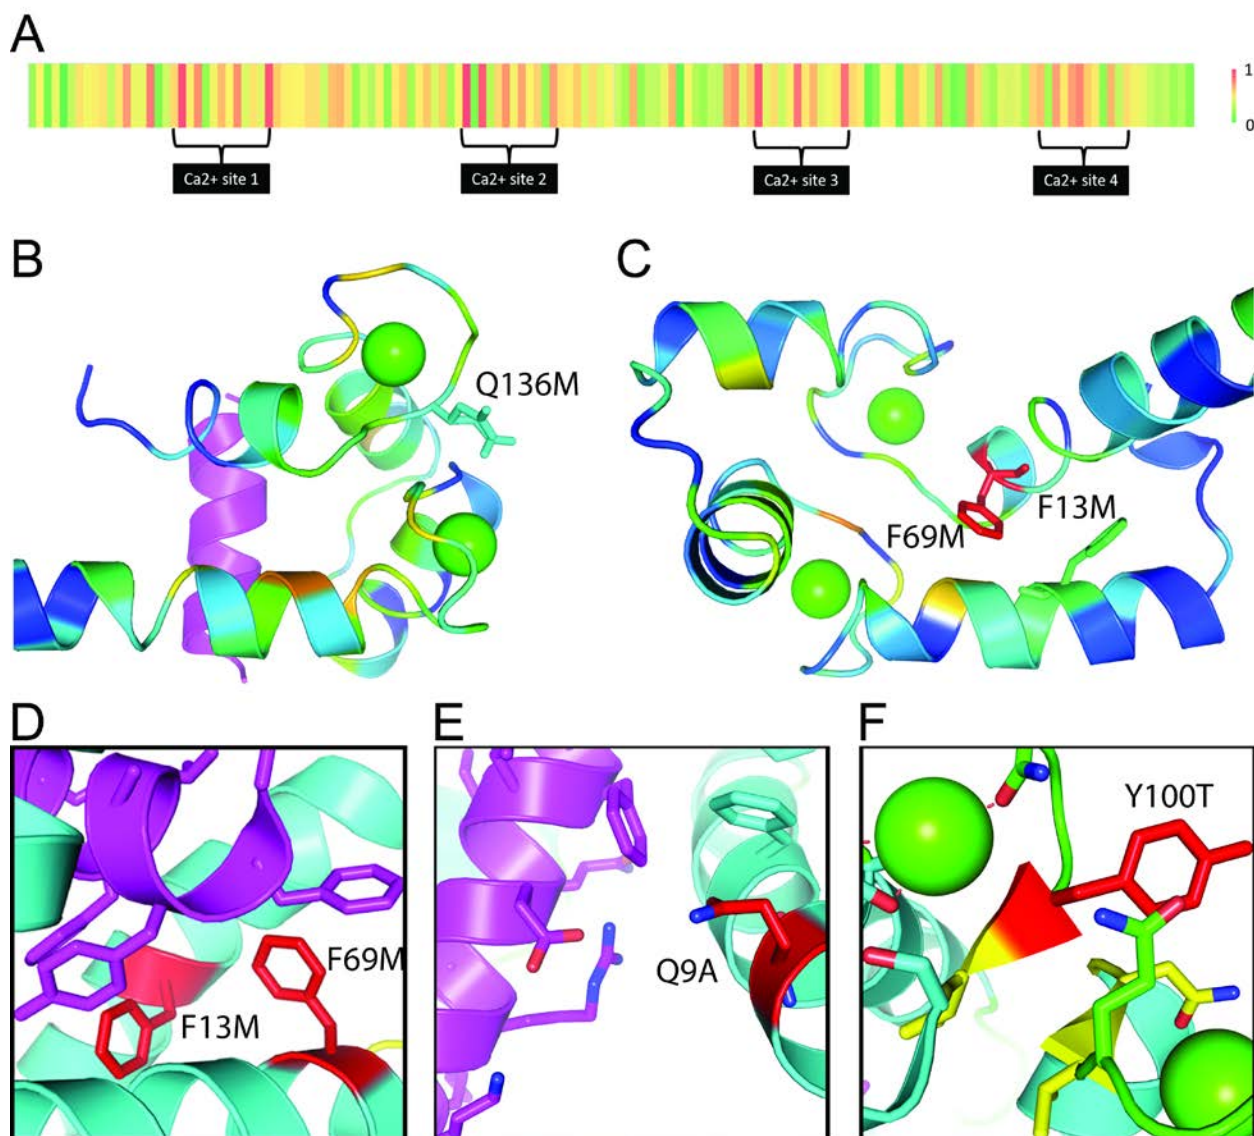 A
1
0
Ca2+ site 1
Ca2+ site 2
Ca2+ site 3
Ca2+ site 4
B
C
Q136M
F69M
F13M
D
E
F
F69M
F13M
Q9A
Y100T